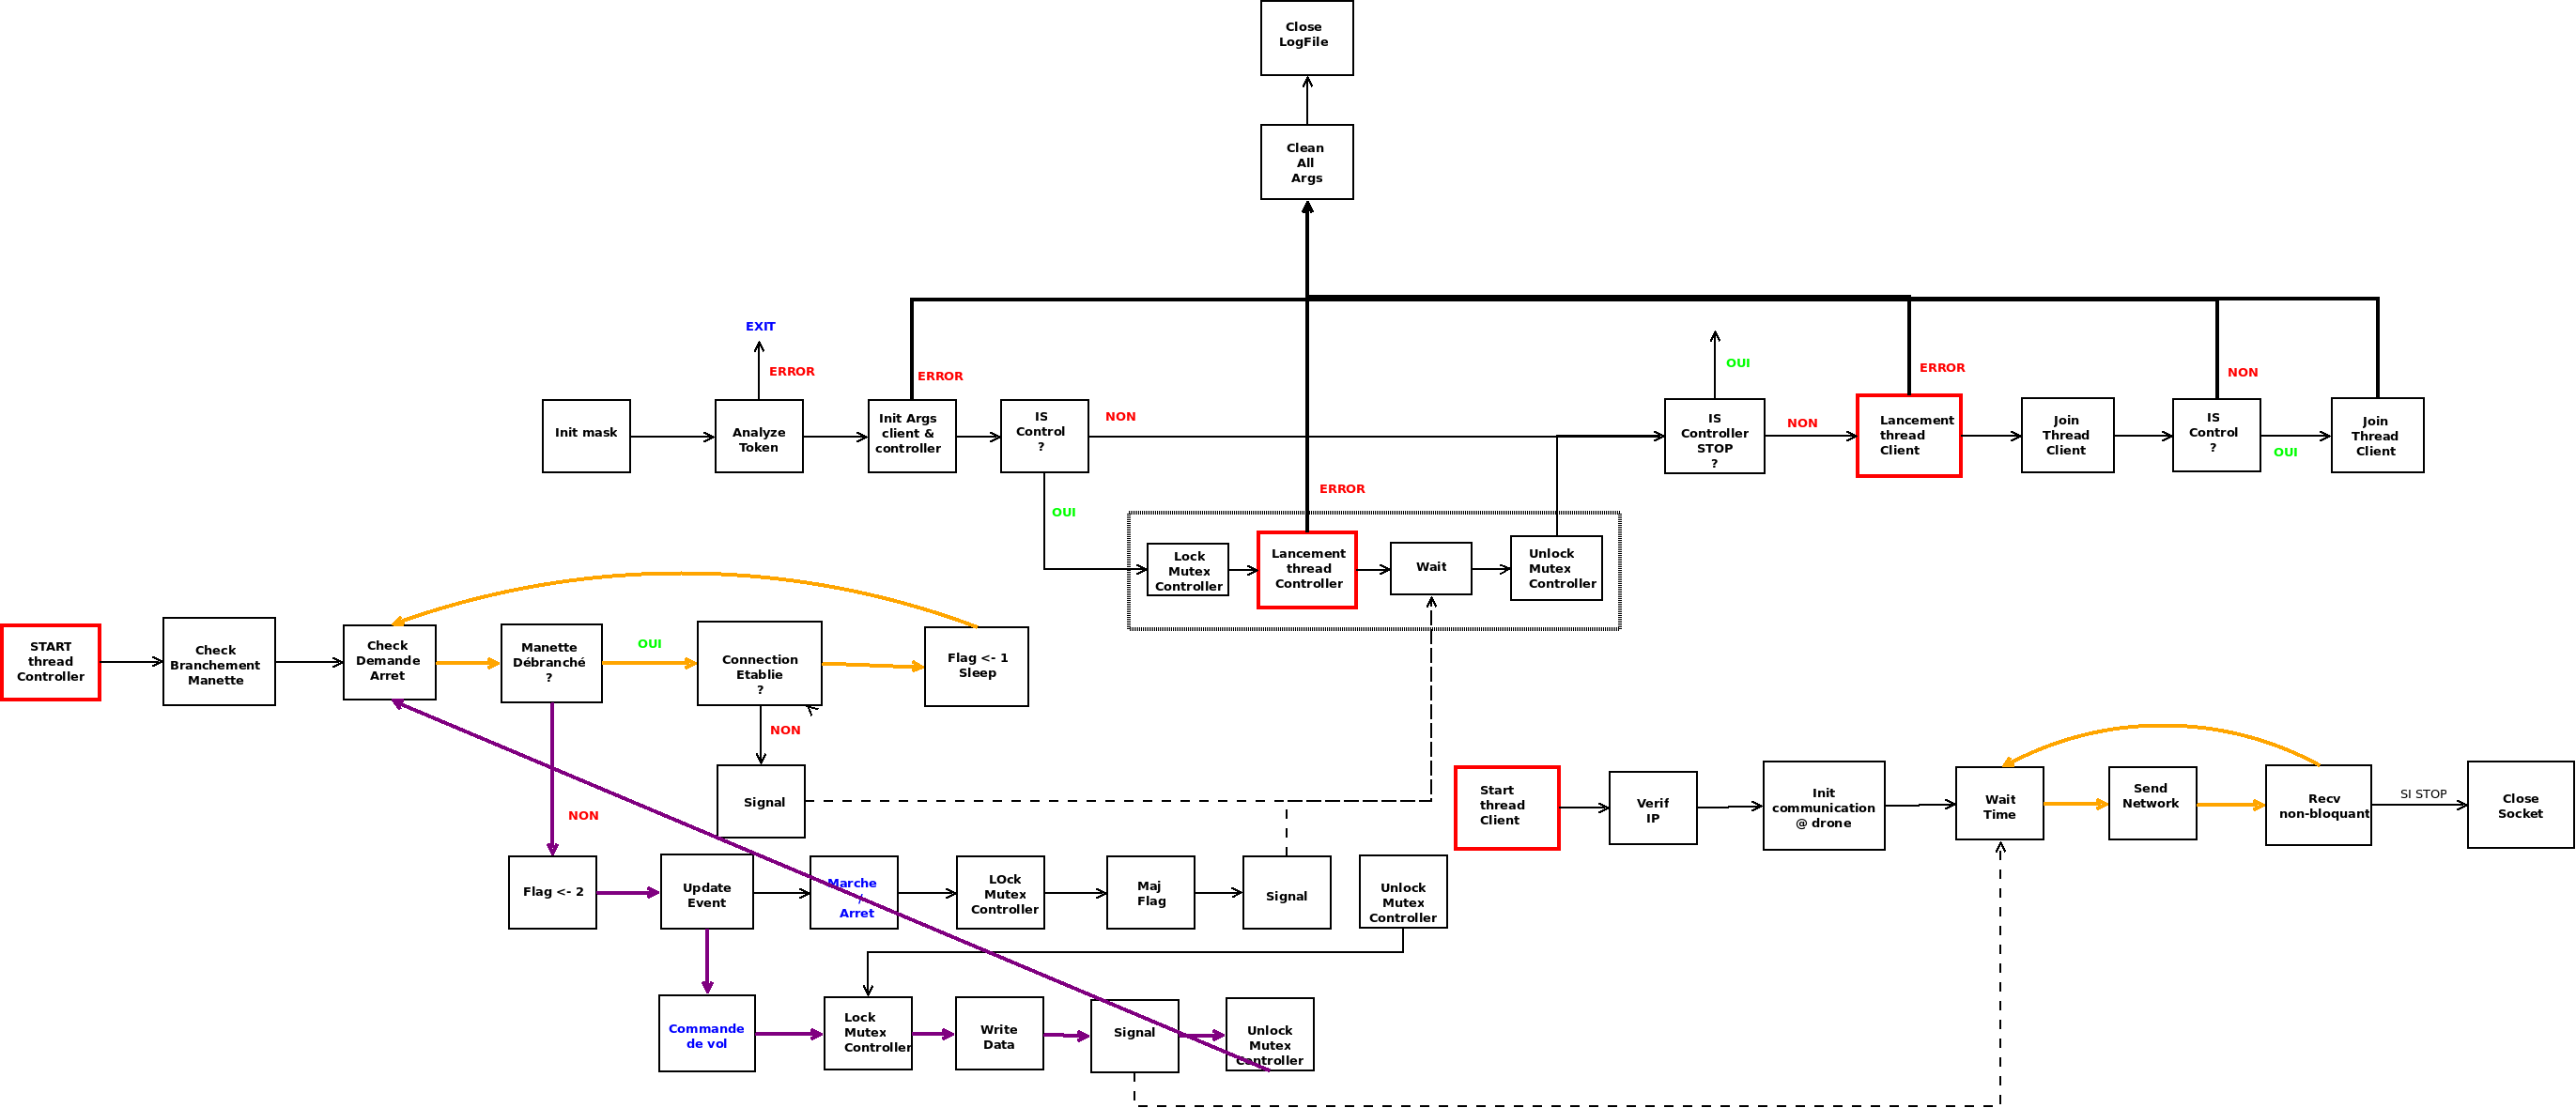 Close
LogFile
Clean
All
Args
EXIT
ERROR
ERROR
OUI
ERROR
NON
Init mask
Analyze
Token
Init Args
client &
controller
IS
Control
?
NON
IS
Controller
STOP
?
NON
Lancement
thread
Client
Join
Thread
Client
IS
Control
?
OUI
Join
Thread
Client
OUI
ERROR
Lock
Mutex
Controller
Lancement
thread
Controller
Wait
Unlock
Mutex
Controller
START
thread
Controller
Check
Branchement
Manette
Check
Demande
Arret
Manette
Débranché
?
OUI
Connection
Etablie
?
Flag <- 1
Sleep
NON
Signal
NON
Start
thread
Client
Verif
IP
Init
communication
@ drone
Wait
Time
Send
Network
Recv
non-bloquant
SI STOP
Close
Socket
Flag <- 2
Update
Event
Marche
/
Arret
LOck
Mutex
Controller
Maj
Flag
Signal
Unlock
Mutex
Controller
Commande
de vol
Lock
Mutex
Controller
Write
Data
Signal
Unlock
Mutex
Controller